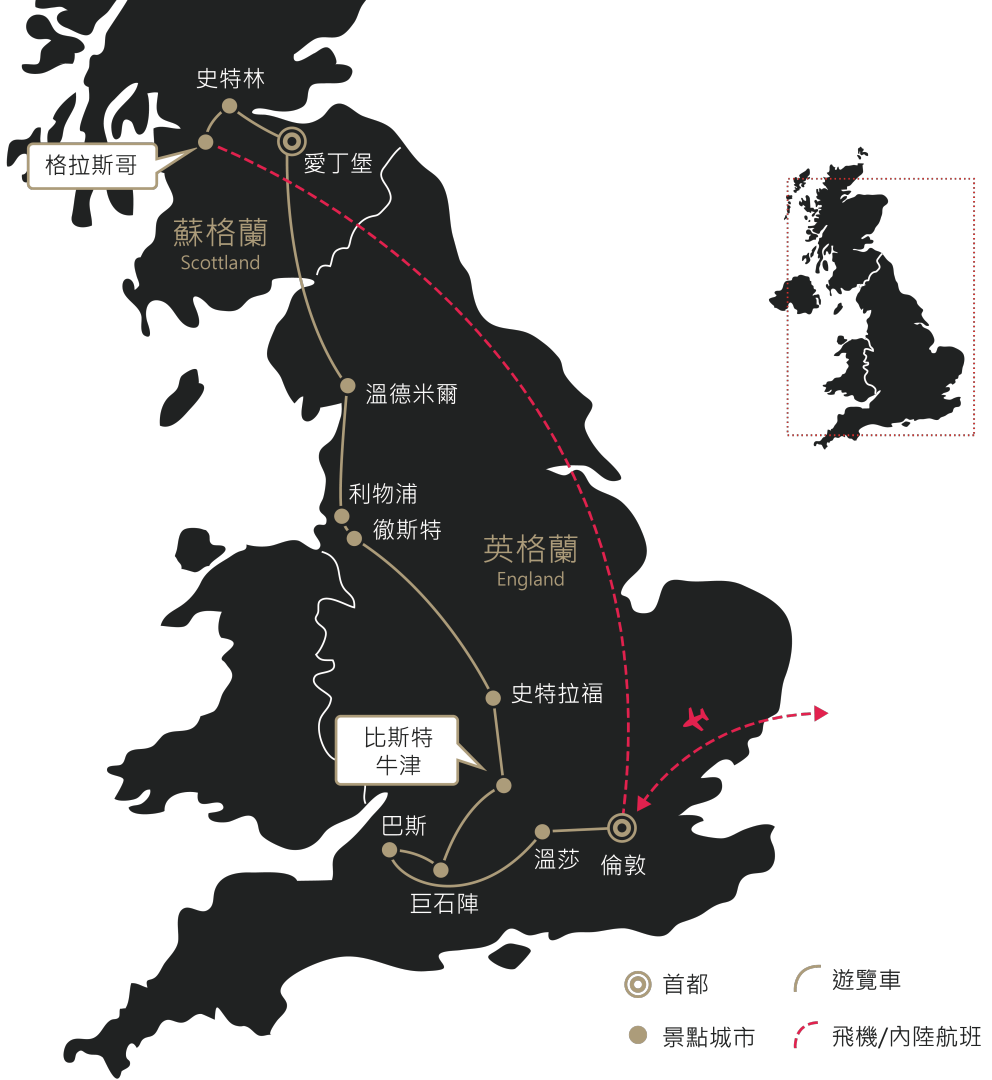 史特林
愛丁堡
格拉斯哥
蘇格蘭
Scottland
溫德米爾
利物浦
徹斯特
英格蘭
England
史特拉福
比斯特
牛津
巴斯
溫莎
倫敦
巨石陣
首都
遊覽車
景點城市
飛機/內陸航班